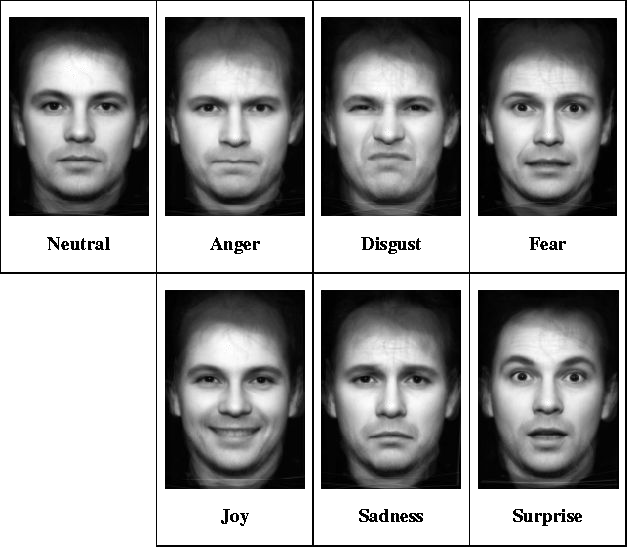 Neutral
Anger
Disgust
Fear
Joy
Sadness
Surprise